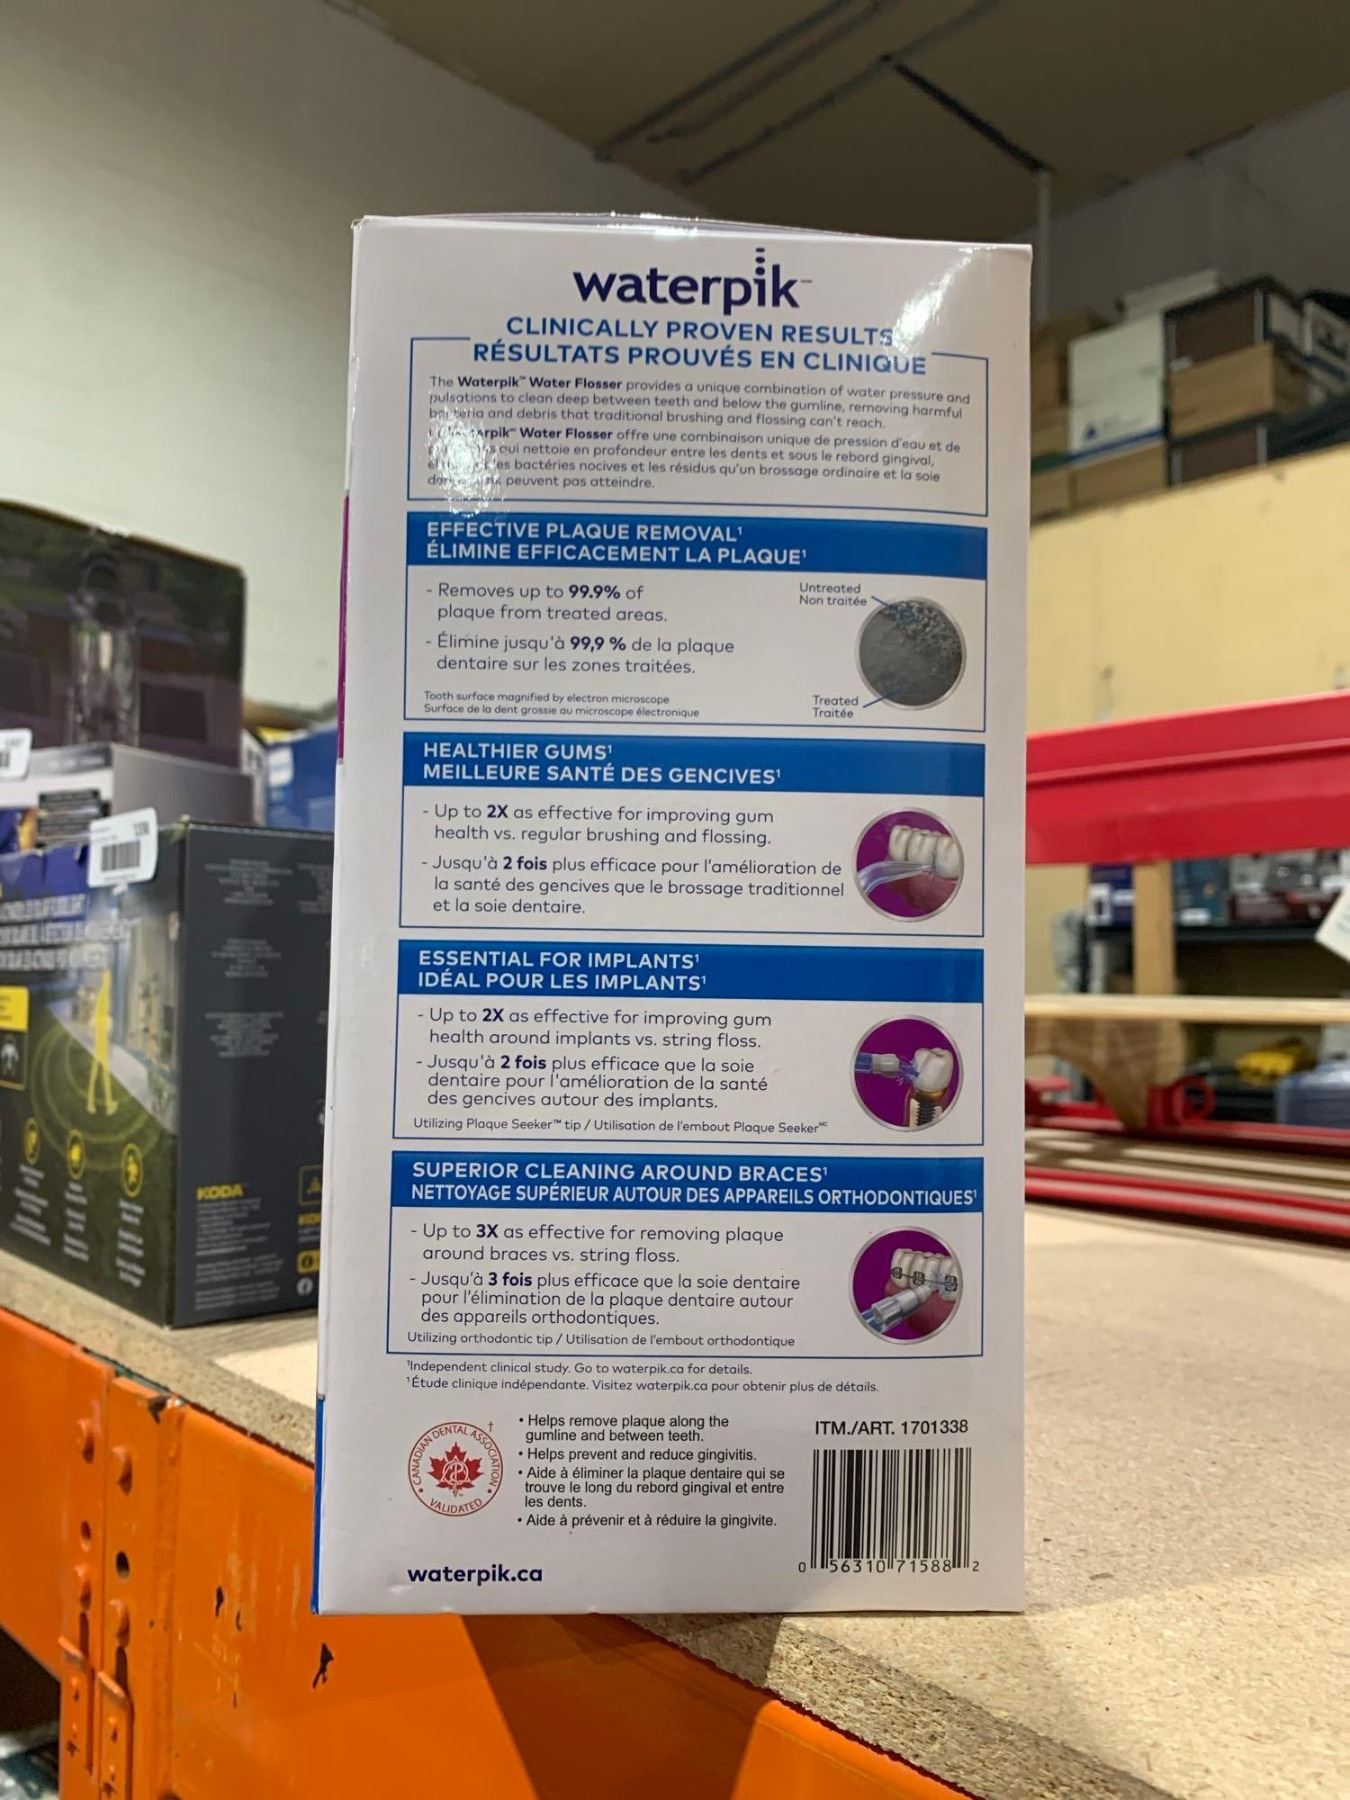 waterpik™
CLINICALLY PROVEN RESULTS
RÉSULTATS PROUVÉS EN CLINIQUE
The Waterpik™ Water Flosser provides a unique combination of water pressure and
pulsations to clean deep between teeth and below the gumline, removing harmful
bacteria and debris that traditional brushing and flossing can't reach.
Water Flosser offre une combinaison unique de pression d'eau et de
qui nettoie en profondeur entre les dents et sous le rebord gingival,
les bactéries nocives et les résidus qu'un brossage ordinaire et la soie
peuvent pas atteindre.
EFFECTIVE PLAQUE REMOVAL¹
ÉLIMINE EFFICACEMENT LA PLAQUE¹
- Removes up to 99.9% of
plaque from treated areas.
- Élimine jusqu'à 99,9 % de la plaque
dentaire sur les zones traitées.
Tooth surface magnified by electron microscope
Surface de la dent grossie au microscope électronique
Untreated
Non traitée
Treated
Traitée
HEALTHIER GUMS¹
MEILLEURE SANTÉ DES GENCIVES¹
- Up to 2X as effective for improving gum
health vs. regular brushing and flossing.
- Jusqu'à 2 fois plus efficace pour l'amélioration de
la santé des gencives que le brossage traditionnel
et la soie dentaire.
ESSENTIAL FOR IMPLANTS¹
IDÉAL POUR LES IMPLANTS¹
- Up to 2X as effective for improving gum
health around implants vs. string floss.
- Jusqu'à 2 fois plus efficace que la soie
dentaire pour l'amélioration de la santé
des gencives autour des implants.
Utilizing Plaque Seeker™ tip / Utilisation de l'embout Plaque Seeker MC
SUPERIOR CLEANING AROUND BRACES¹
NETTOYAGE SUPÉRIEUR AUTOUR DES APPAREILS ORTHODONTIQUES¹
- Up to 3X as effective for removing plaque
around braces vs. string floss.
- Jusqu'à 3 fois plus efficace que la soie dentaire
pour l'élimination de la plaque dentaire autour
des appareils orthodontiques.
Utilizing orthodontic tip / Utilisation de l'embout orthodontique
¹Independent clinical study. Go to waterpik.ca for details.
¹Étude clinique indépendante. Visitez waterpik.ca pour obtenir plus de détails.
CANADIAN DENTAL ASSOCIATION †
VALIDATED
• Helps remove plaque along the
gumline and between teeth.
• Helps prevent and reduce gingivitis.
• Aide à éliminer la plaque dentaire qui se
trouve le long du rebord gingival et entre
les dents.
• Aide à prévenir et à réduire la gingivite.
ITM./ART. 1701338
0 56310 71588 2
waterpik.ca
KODA